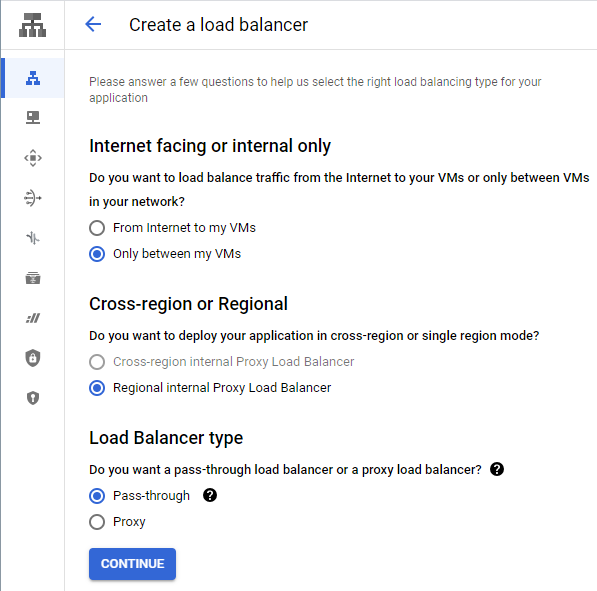 Create a load balancer
Please answer a few questions to help us select the right load balancing type for your
application
Internet facing or internal only
Do you want to load balance traffic from the Internet to your VMs or only between VMs
in your network?
From Internet to my VMs
Only between my VMs
Cross-region or Regional
Do you want to deploy your application in cross-region or single region mode?
Cross-region internal Proxy Load Balancer
Regional internal Proxy Load Balancer
Load Balancer type
Do you want a pass-through load balancer or a proxy load balancer? ?
Pass-through ?
Proxy
CONTINUE